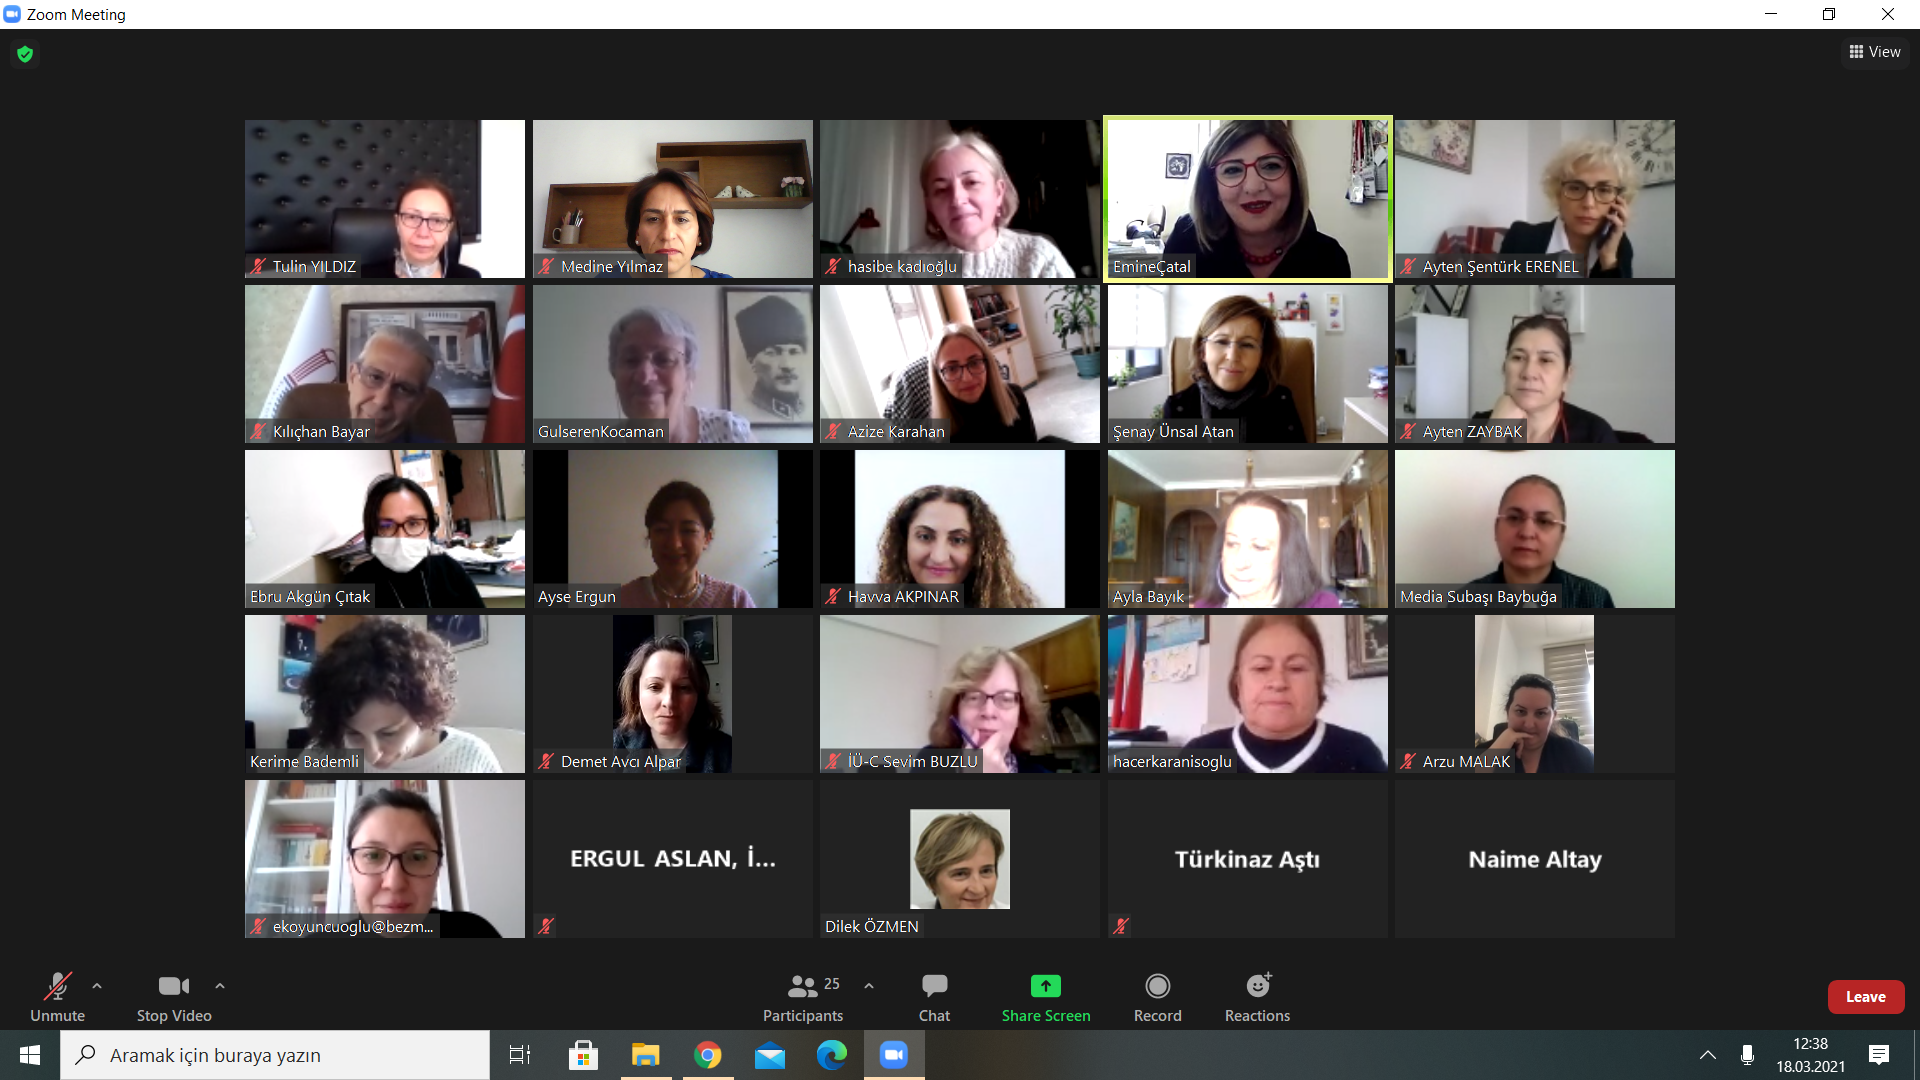 Zoom Meeting
View
Tulin YILDIZ
Medine Yılmaz
hasibe kadıoğlu
EmineÇatal
Ayten Şentürk ERENEL
Kılıçhan Bayar
GulserenKocaman
Azize Karahan
Şenay Ünsal Atan
Ayten ZAYBAK
Ebru Akgün Çıtak
Ayse Ergun
Havva AKPINAR
Ayla Bayık
Media Subaşı Baybuğa
Kerime Bademli
Demet Avcı Alpar
İÜ-C Sevim BUZLU
hacerkaranisoglu
Arzu MALAK
ekoyuncuoglu@bezm...
ERGUL ASLAN, İ...
Dilek ÖZMEN
Türkinaz Aştı
Naime Altay
Unmute
Stop Video
Participants
25
Chat
Share Screen
Record
Reactions
Leave
Aramak için buraya yazın
12:38
18.03.2021